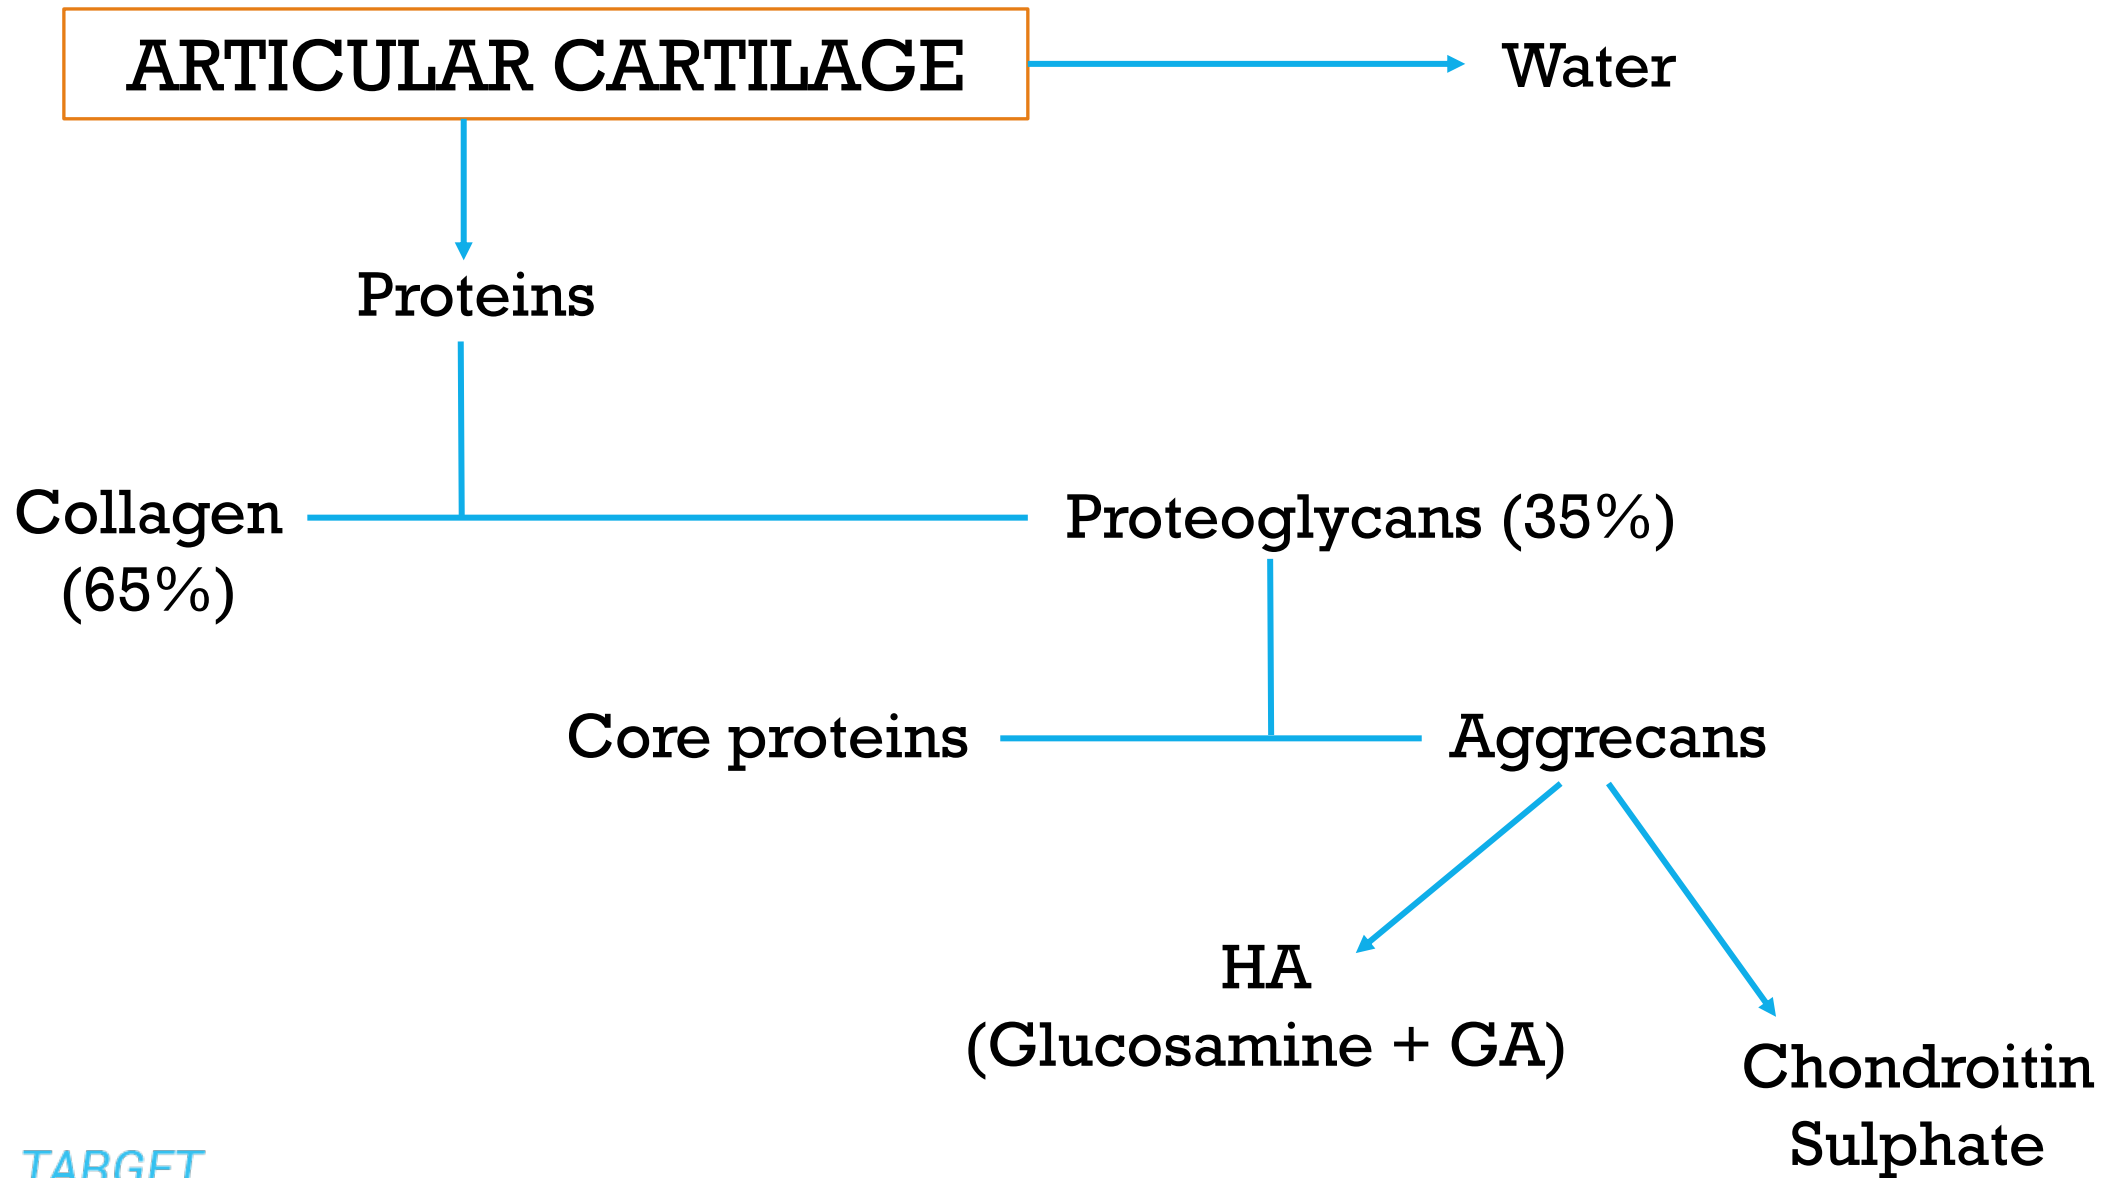 ARTICULAR CARTILAGE
Water
Proteins
Collagen
(65%)
Proteoglycans (35%)
Core proteins
Aggrecans
HA
(Glucosamine + GA)
Chondroitin
Sulphate
TARGET